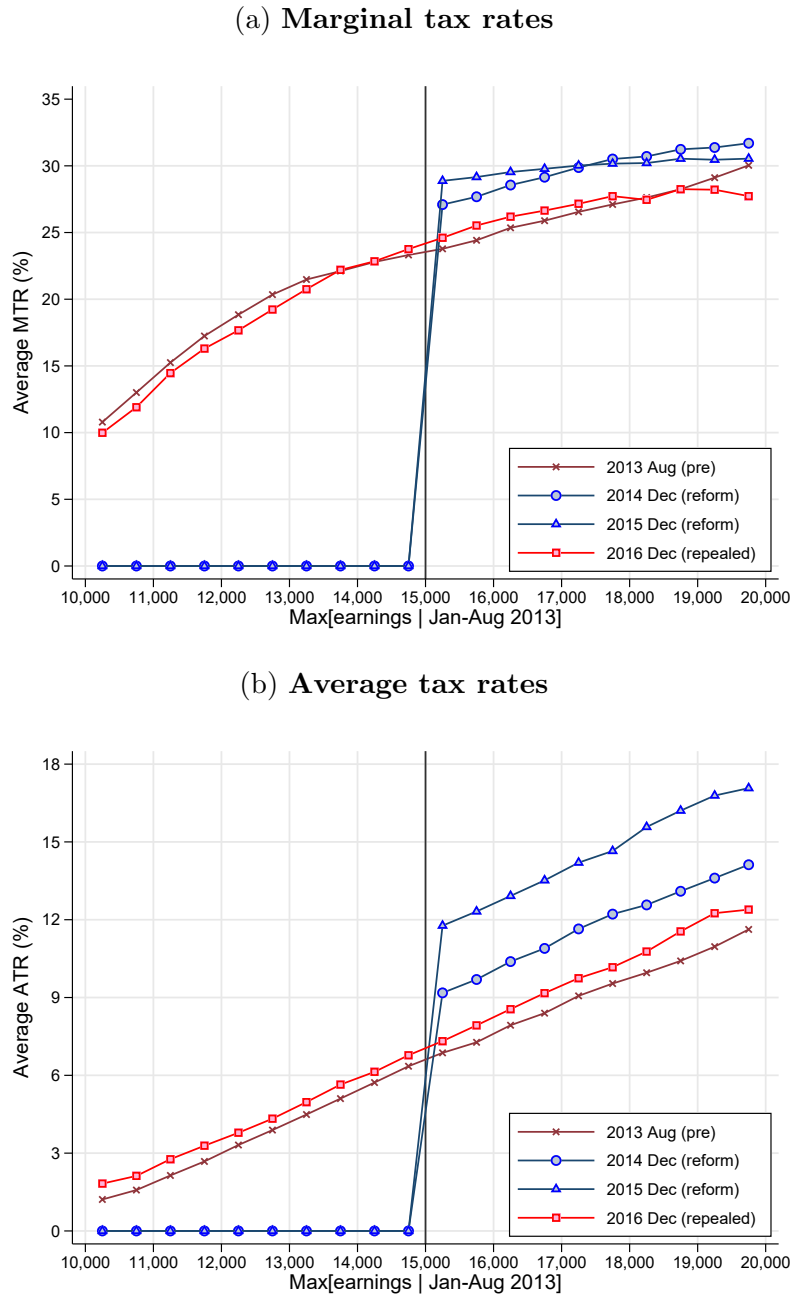 (a) Marginal tax rates
35
30
25
20
15
10
5
0
Average MTR (%)
2013 Aug (pre)
2014 Dec (reform)
2015 Dec (reform)
2016 Dec (repealed)
10,000 11,000 12,000 13,000 14,000 15,000 16,000 17,000 18,000 19,000 20,000
Max[earnings | Jan-Aug 2013]
(b) Average tax rates
18
15
12
9
6
3
0
Average ATR (%)
2013 Aug (pre)
2014 Dec (reform)
2015 Dec (reform)
2016 Dec (repealed)
10,000 11,000 12,000 13,000 14,000 15,000 16,000 17,000 18,000 19,000 20,000
Max[earnings | Jan-Aug 2013]